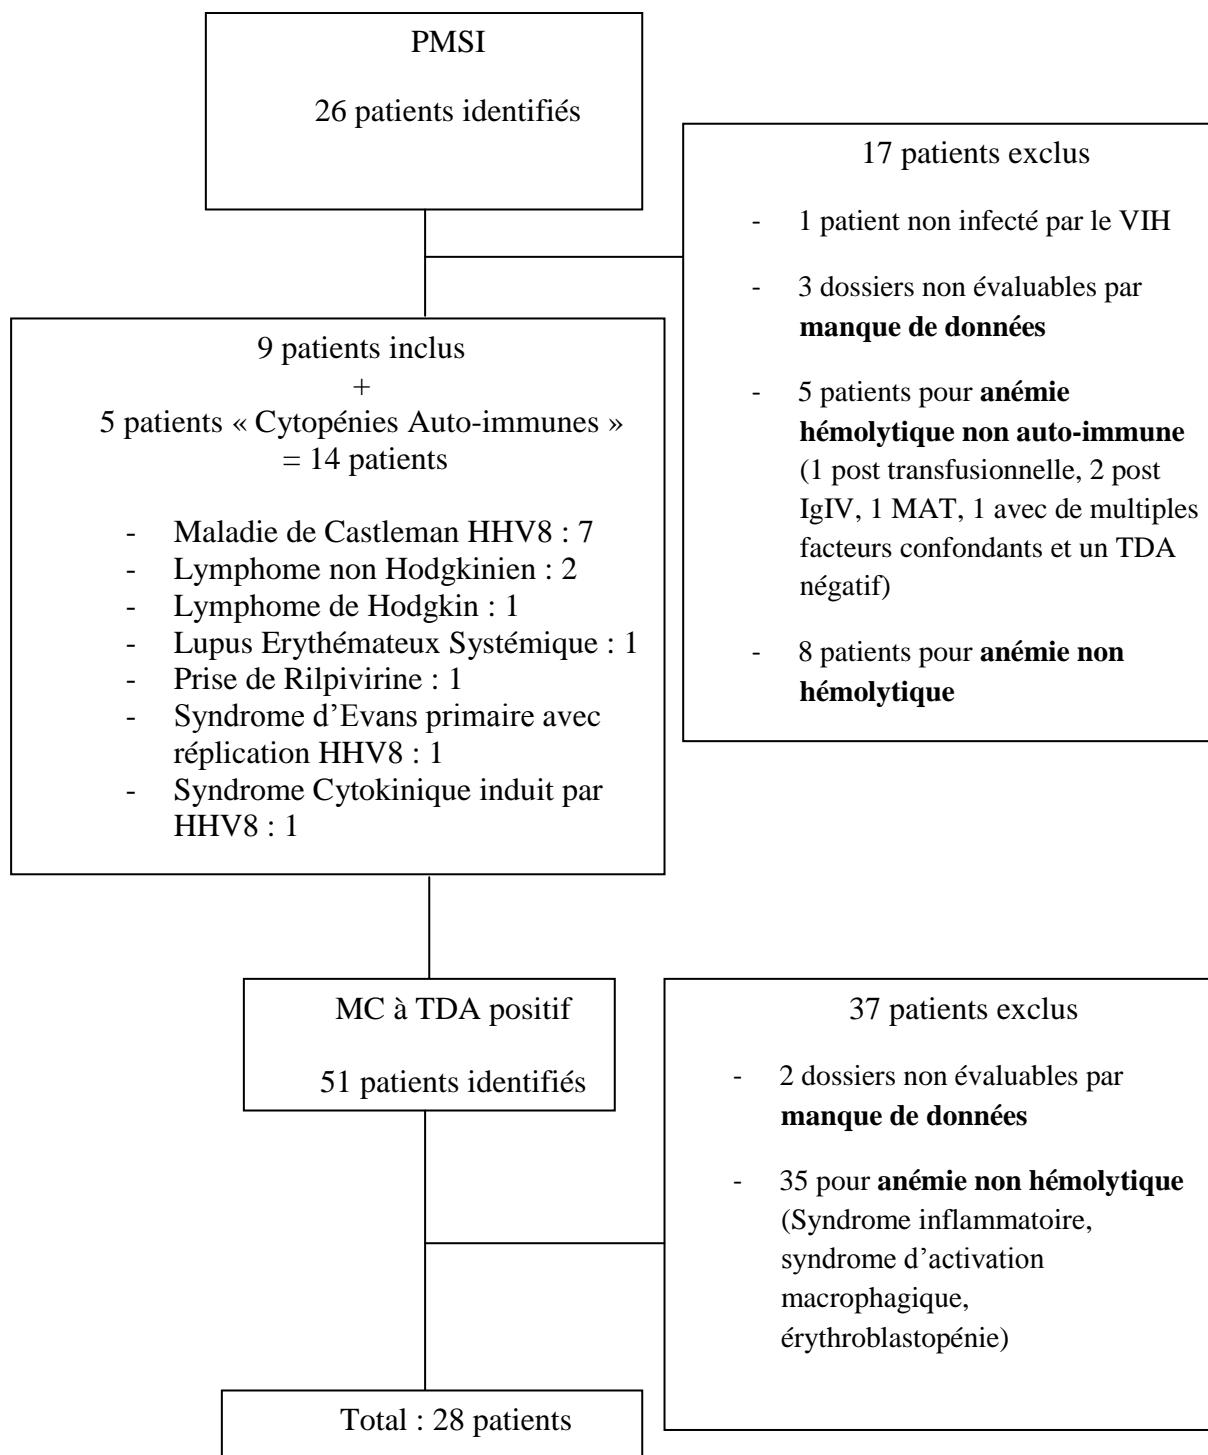 PMSI
26 patients identifiés
17 patients exclus
- 1 patient non infecté par le VIH
- 3 dossiers non évaluables par
manque de données
- 5 patients pour anémie
hémolytique non auto-immune
(1 post transfusionnelle, 2 post
IgIV, 1 MAT, 1 avec de multiples
facteurs confondants et un TDA
négatif)
- 8 patients pour anémie non
hémolytique
9 patients inclus
+
5 patients « Cytopénies Auto-immunes »
= 14 patients
- Maladie de Castleman HHV8 : 7
- Lymphome non Hodgkinien : 2
- Lymphome de Hodgkin : 1
- Lupus Erythémateux Systémique : 1
- Prise de Rilpivirine : 1
- Syndrome d’Evans primaire avec
réplication HHV8 : 1
- Syndrome Cytokinique induit par
HHV8 : 1
MC à TDA positif
51 patients identifiés
37 patients exclus
- 2 dossiers non évaluables par
manque de données
- 35 pour anémie non hémolytique
(Syndrome inflammatoire,
syndrome d’activation
macrophagique,
érythroblastopénie)
Total : 28 patients